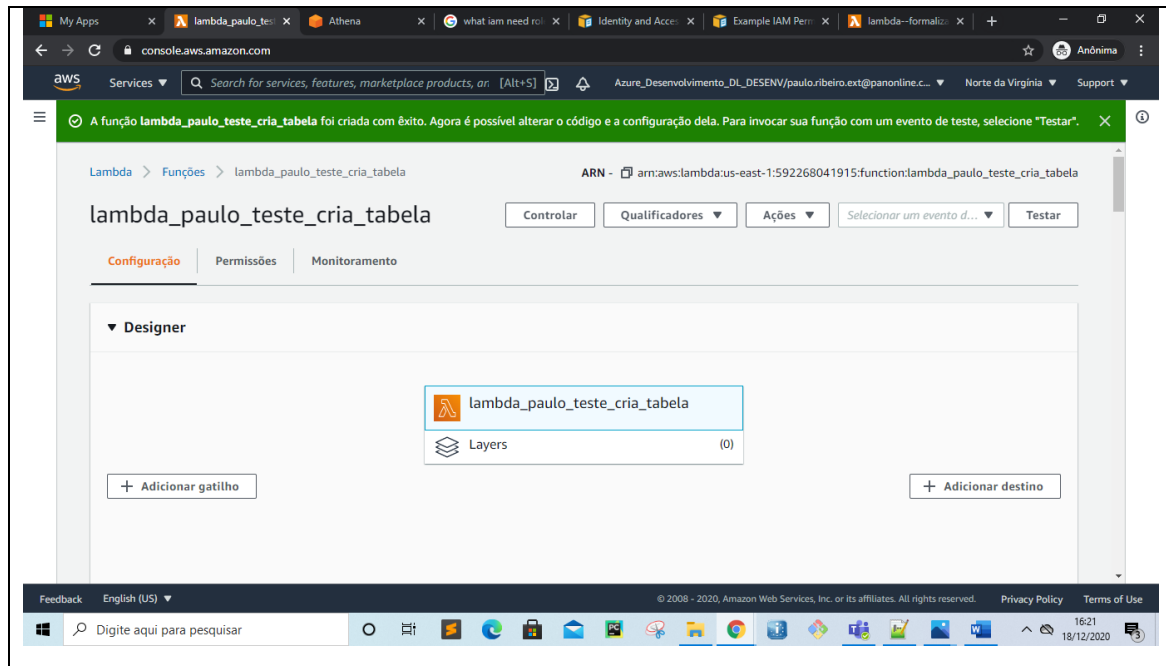 My Apps
lambda_paulo_tes
Athena
what iam need rol
Identity and Acces
Example IAM Perm
lambda--formaliza
console.aws.amazon.com
Anônima
aws
Services
Search for services, features, marketplace products, an [Alt+S]
Azure_Desenvolvimento_DL_DESENV/paulo.ribeiro.ext@panonline.c...
Norte da Virgínia
Support
A função lambda_paulo_teste_cria_tabela foi criada com êxito. Agora é possível alterar o código e a configuração dela. Para invocar sua função com um evento de teste, selecione "Testar".
Lambda > Funções > lambda_paulo_teste_cria_tabela
ARN - arn:aws:lambda:us-east-1:592268041915:function:lambda_paulo_teste_cria_tabela
lambda_paulo_teste_cria_tabela
Controlar
Qualificadores
Ações
Selecionar um evento d...
Testar
Configuração
Permissões
Monitoramento
Designer
lambda_paulo_teste_cria_tabela
Layers
(0)
+ Adicionar gatilho
+ Adicionar destino
Feedback
English (US)
© 2008 - 2020, Amazon Web Services, Inc. or its affiliates. All rights reserved.
Privacy Policy
Terms of Use
Digite aqui para pesquisar
PC
16:21
18/12/2020
3